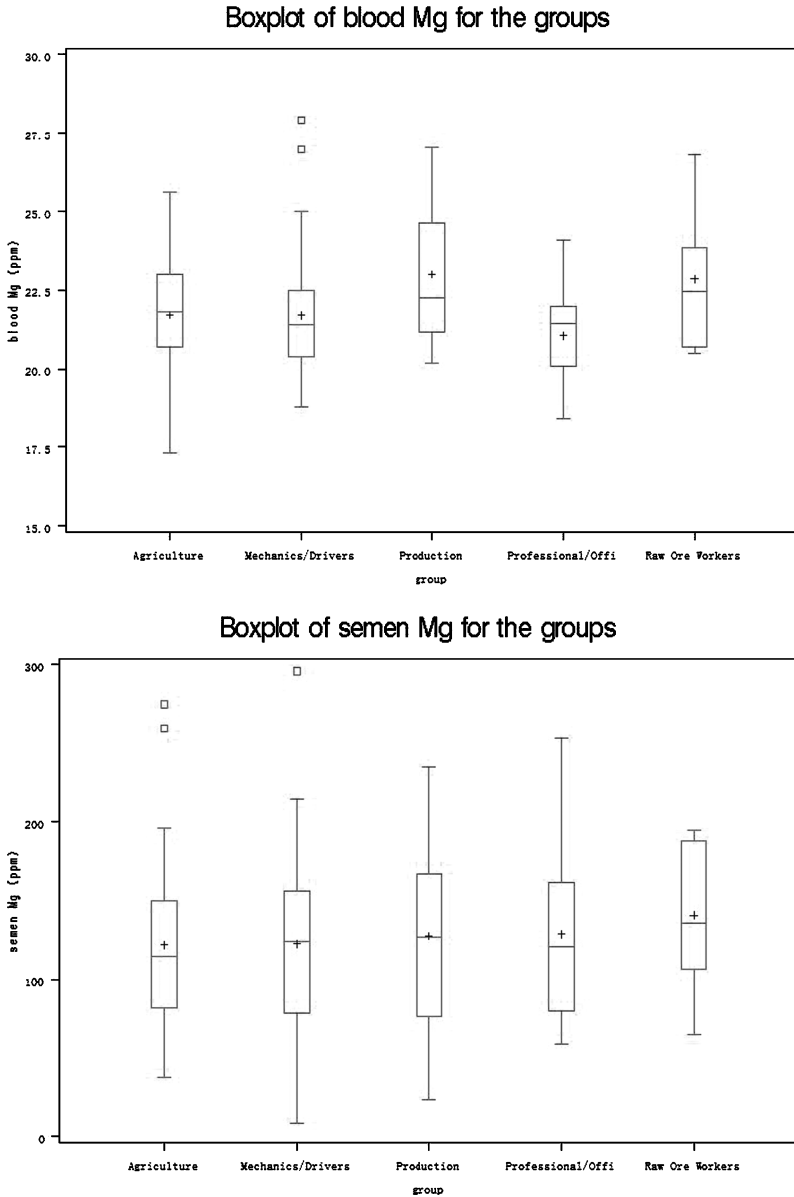 Boxplot of blood Mg for the groups
30.0
27.5
25.0
22.5
20.0
17.5
15.0
blood Mg (ppm)
Agriculture Mechanics/Drivers Production Professional/Offi Raw Ore Workers
group
Boxplot of semen Mg for the groups
300
200
100
0
semen Mg (ppm)
Agriculture Mechanics/Drivers Production Professional/Offi Raw Ore Workers
group